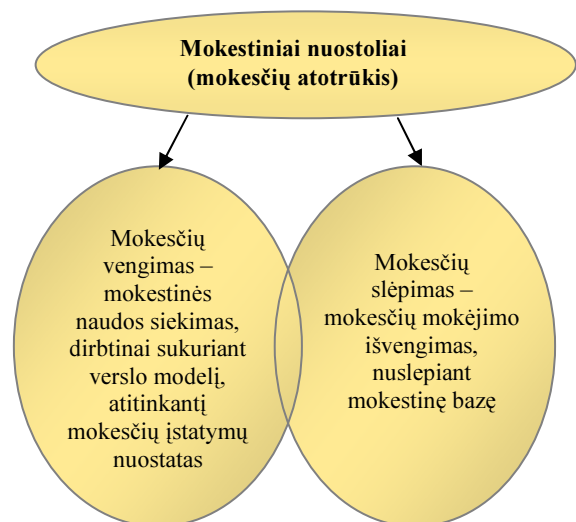 Mokestiniai nuostoliai
(mokesčių atotrūkis)
Mokesčių
vengimas –
mokestinės
naudos siekimas,
dirbtinai sukuriant
verslo modelį,
atitinkantį
mokesčių įstatymų
nuostatas
Mokesčių
slėpimas –
mokesčių mokėjimo
išvengimas,
nuslepiant
mokestinę bazę